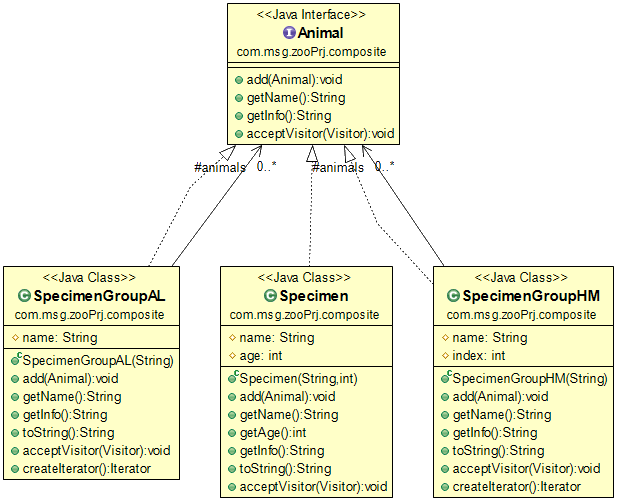 <<Java Interface>>
Animal
com.msg.zooPrj.composite
add(Animal):void
getName():String
getInfo():String
acceptVisitor(Visitor):void
#animals 0..* #animals 0..*
<<Java Class>>
SpecimenGroupAL
com.msg.zooPrj.composite
name: String
SpecimenGroupAL(String)
add(Animal):void
getName():String
getInfo():String
toString():String
acceptVisitor(Visitor):void
createIterator():Iterator
<<Java Class>>
Specimen
com.msg.zooPrj.composite
name: String
age: int
Specimen(String,int)
add(Animal):void
getName():String
getAge():int
getInfo():String
toString():String
acceptVisitor(Visitor):void
<<Java Class>>
SpecimenGroupHM
com.msg.zooPrj.composite
name: String
index: int
SpecimenGroupHM(String)
add(Animal):void
getName():String
getInfo():String
toString():String
acceptVisitor(Visitor):void
createIterator():Iterator